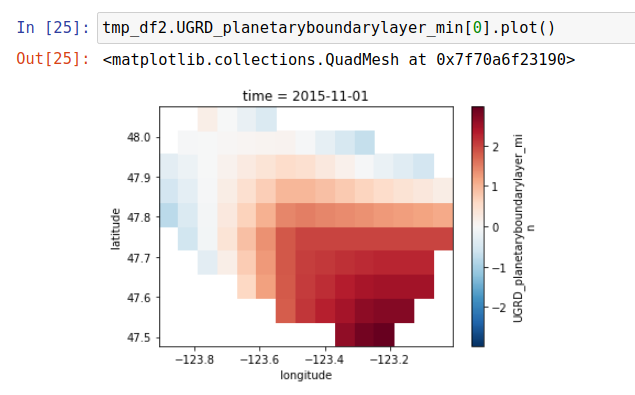 In [25]: tmp_df2.UGRD_planetaryboundarylayer_min[0].plot()
Out[25]: <matplotlib.collections.QuadMesh at 0x7f70a6f23190>
time = 2015-11-01
48.0
47.9
47.8
47.7
47.6
47.5
latitude
−123.8 −123.6 −123.4 −123.2
longitude
2
1
0
−1
−2
UGRD_planetaryboundarylayer_mi
n